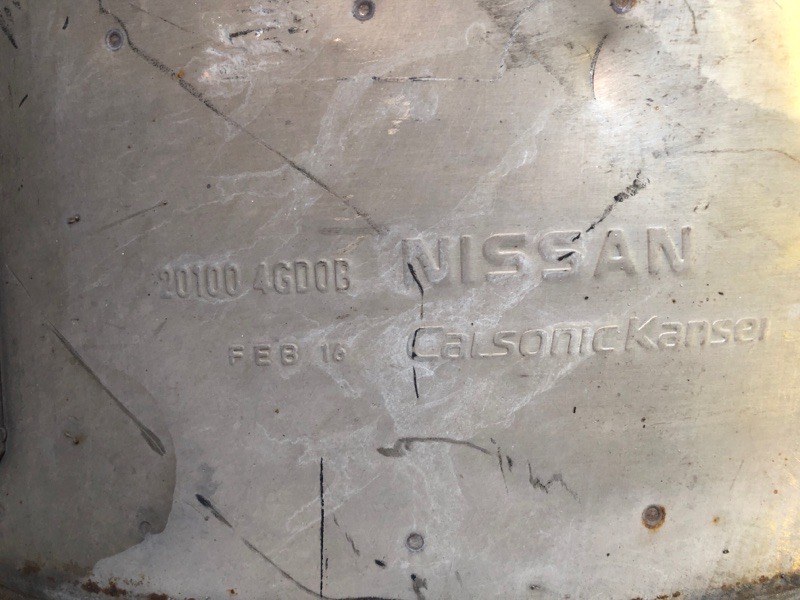 20100 4GD0B NISSAN
FEB 16 CalsonicKansei